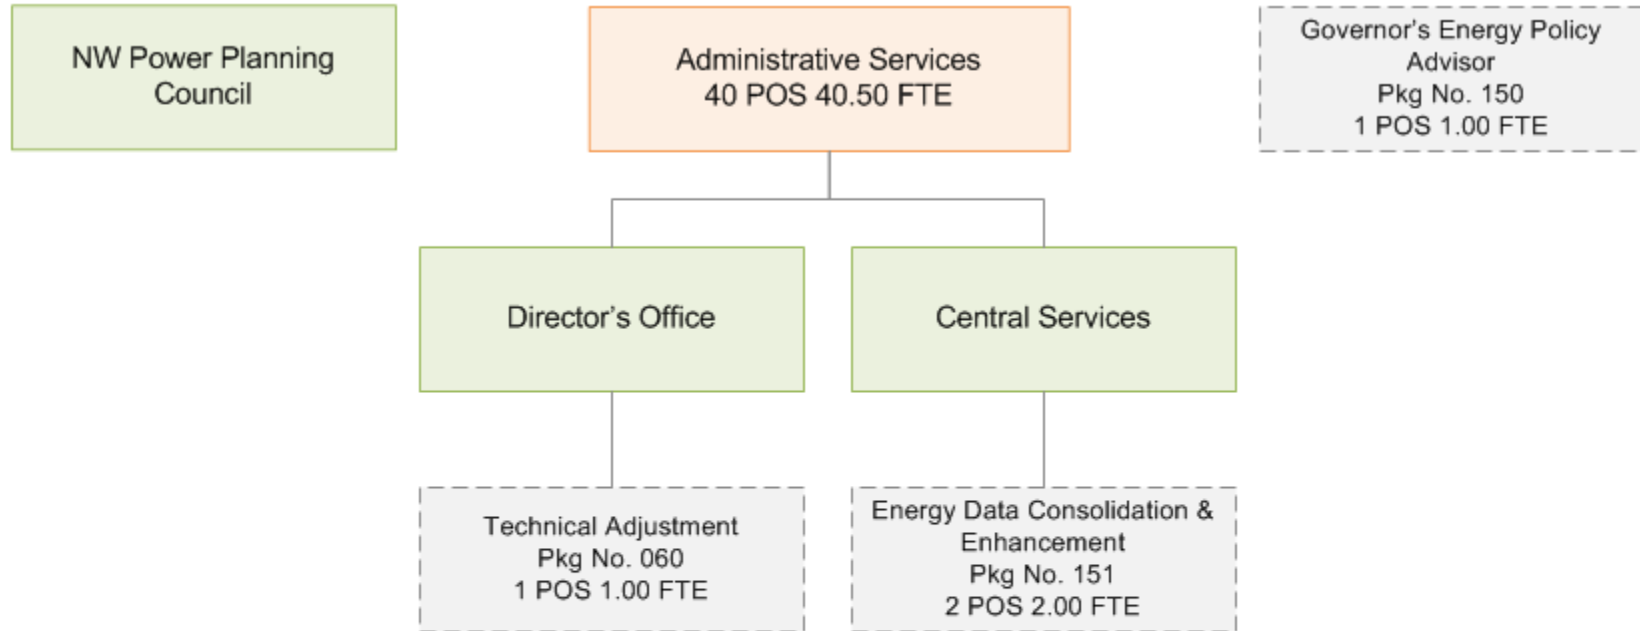 NW Power Planning
Council
Administrative Services
40 POS 40.50 FTE
Governor’s Energy Policy
Advisor
Pkg No. 150
1 POS 1.00 FTE
Director’s Office
Central Services
Technical Adjustment
Pkg No. 060
1 POS 1.00 FTE
Energy Data Consolidation &
Enhancement
Pkg No. 151
2 POS 2.00 FTE